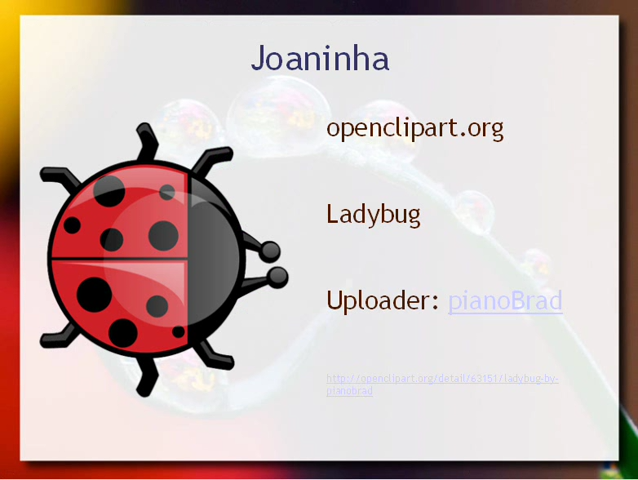 Joaninha
openclipart.org
Ladybug
Uploader: pianoBrad
http://openclipart.org/detail/63151/ladybug-by-
pianobrad